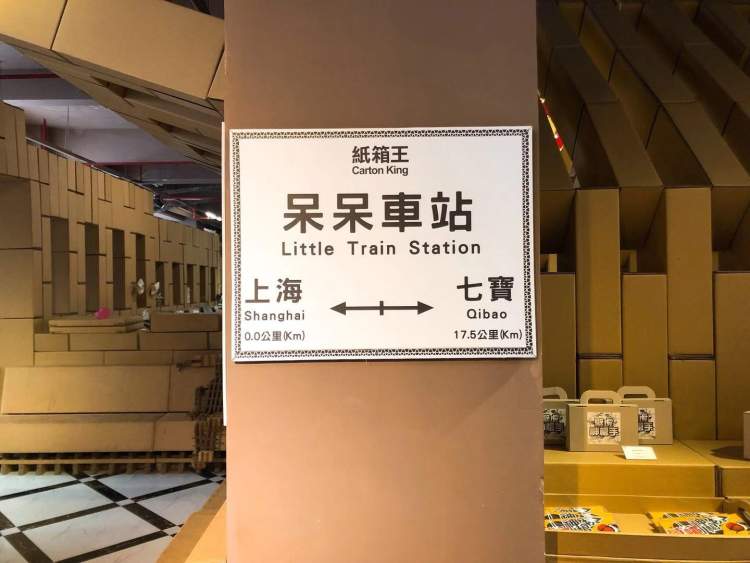 紙箱王
Carton King
呆呆車站
Little Train Station
上海 七寶
Shanghai Qibao
0.0公里(Km) 17.5公里(Km)